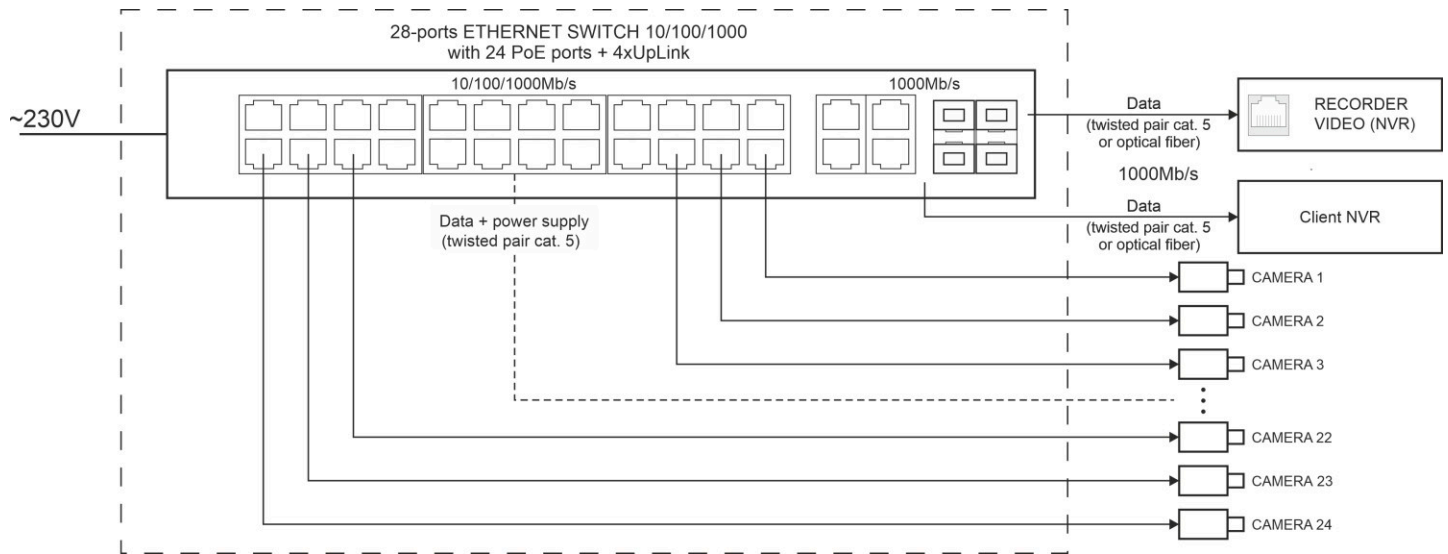 28-ports ETHERNET SWITCH 10/100/1000
with 24 PoE ports + 4xUpLink
10/100/1000Mb/s
1000Mb/s
~230V
Data
(twisted pair cat. 5
or optical fiber)
RECORDER
VIDEO (NVR)
1000Mb/s
Data
(twisted pair cat. 5
or optical fiber)
Client NVR
Data + power supply
(twisted pair cat. 5)
CAMERA 1
CAMERA 2
CAMERA 3
CAMERA 22
CAMERA 23
CAMERA 24